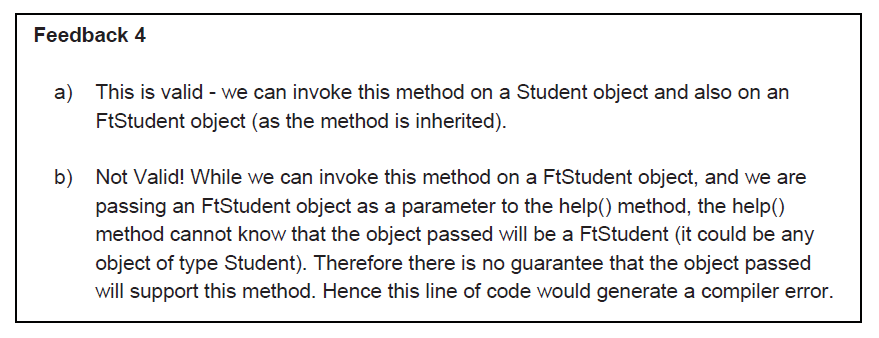 Feedback 4
a) This is valid - we can invoke this method on a Student object and also on an
FtStudent object (as the method is inherited).
b) Not Valid! While we can invoke this method on a FtStudent object, and we are
passing an FtStudent object as a parameter to the help() method, the help()
method cannot know that the object passed will be a FtStudent (it could be any
object of type Student). Therefore there is no guarantee that the object passed
will support this method. Hence this line of code would generate a compiler error.